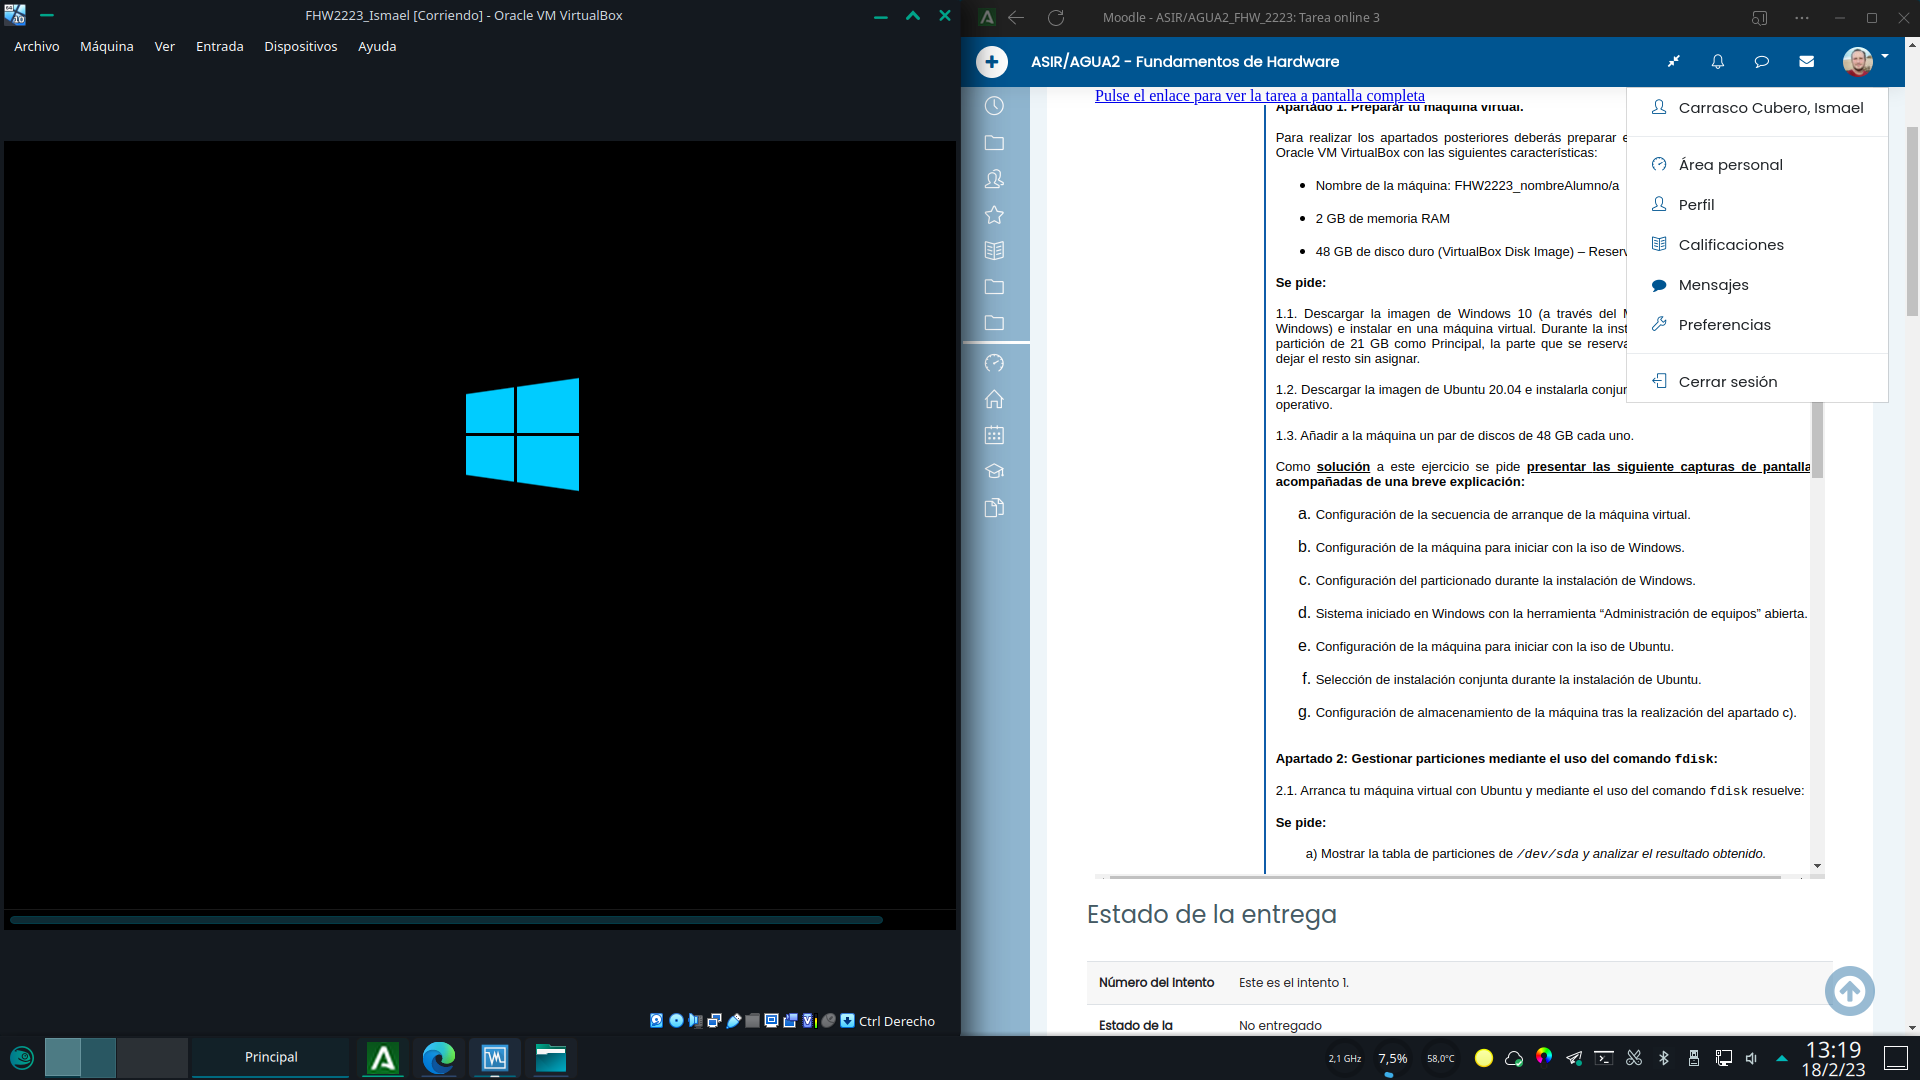 FHW2223_Ismael [Corriendo] - Oracle VM VirtualBox
Archivo Máquina Ver Entrada Dispositivos Ayuda
Ctrl Derecho
Moodle - ASIR/AGUA2_FHW_2223: Tarea online 3
ASIR/AGUA2 - Fundamentos de Hardware
Pulse el enlace para ver la tarea a pantalla completa
Apartado 1. Preparar tu máquina virtual.
Para realizar los apartados posteriores deberás preparar
Oracle VM VirtualBox con las siguientes características:
Nombre de la máquina: FHW2223_nombreAlumno/a
2 GB de memoria RAM
48 GB de disco duro (VirtualBox Disk Image) – Reserv
Se pide:
1.1. Descargar la imagen de Windows 10 (a través del
Windows) e instalar en una máquina virtual. Durante la inst
partición de 21 GB como Principal, la parte que se reserva
dejar el resto sin asignar.
1.2. Descargar la imagen de Ubuntu 20.04 e instalarla conjun
operativo.
1.3. Añadir a la máquina un par de discos de 48 GB cada uno.
Como solución a este ejercicio se pide presentar las siguiente capturas de pantalla
acompañadas de una breve explicación:
a. Configuración de la secuencia de arranque de la máquina virtual.
b. Configuración de la máquina para iniciar con la iso de Windows.
c. Configuración del particionado durante la instalación de Windows.
d. Sistema iniciado en Windows con la herramienta “Administración de equipos” abierta.
e. Configuración de la máquina para iniciar con la iso de Ubuntu.
f. Selección de instalación conjunta durante la instalación de Ubuntu.
g. Configuración de almacenamiento de la máquina tras la realización del apartado c).
Apartado 2: Gestionar particiones mediante el uso del comando fdisk:
2.1. Arranca tu máquina virtual con Ubuntu y mediante el uso del comando fdisk resuelve:
Se pide:
a) Mostrar la tabla de particiones de /dev/sda y analizar el resultado obtenido.
Carrasco Cubero, Ismael
Área personal
Perfil
Calificaciones
Mensajes
Preferencias
Cerrar sesión
Estado de la entrega
Número del intento Este es el intento 1.
Estado de la No entregado
Principal
2,1 GHz
7,5%
58,0°C
13:19
18/2/23